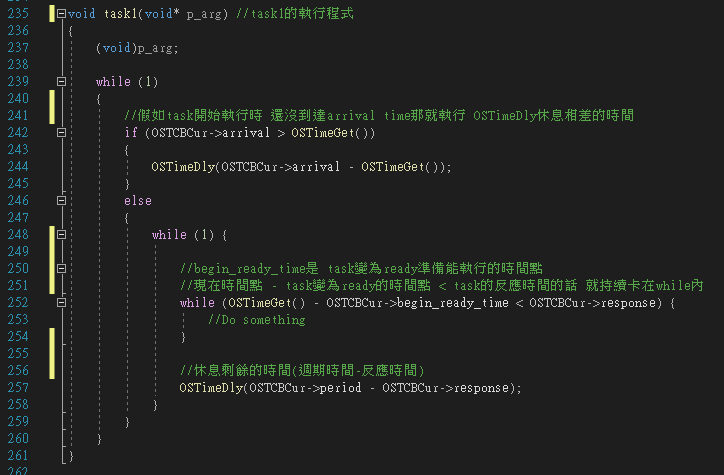 235 void task1(void* p_arg) //task1的執行程式
236 {
237 (void)p_arg;
238
239 while (1)
240 {
241 //假如task開始執行時 還沒到達arrival time那就執行 OSTimeDly休息相差的時間
242 if (OSTCBCur->arrival > OSTimeGet())
243 {
244 OSTimeDly(OSTCBCur->arrival - OSTimeGet());
245 }
246 else
247 {
248 while (1) {
249
250 //begin_ready_time是 task變為ready準備能執行的時間點
251 //現在時間點 - task變為ready的時間點 < task的反應時間的話 就持續卡在while內
252 while (OSTimeGet() - OSTCBCur->begin_ready_time < OSTCBCur->response) {
253 //Do something
254 }
255
256 //休息剩餘的時間(週期時間-反應時間)
257 OSTimeDly(OSTCBCur->period - OSTCBCur->response);
258 }
259 }
260 }
261 }